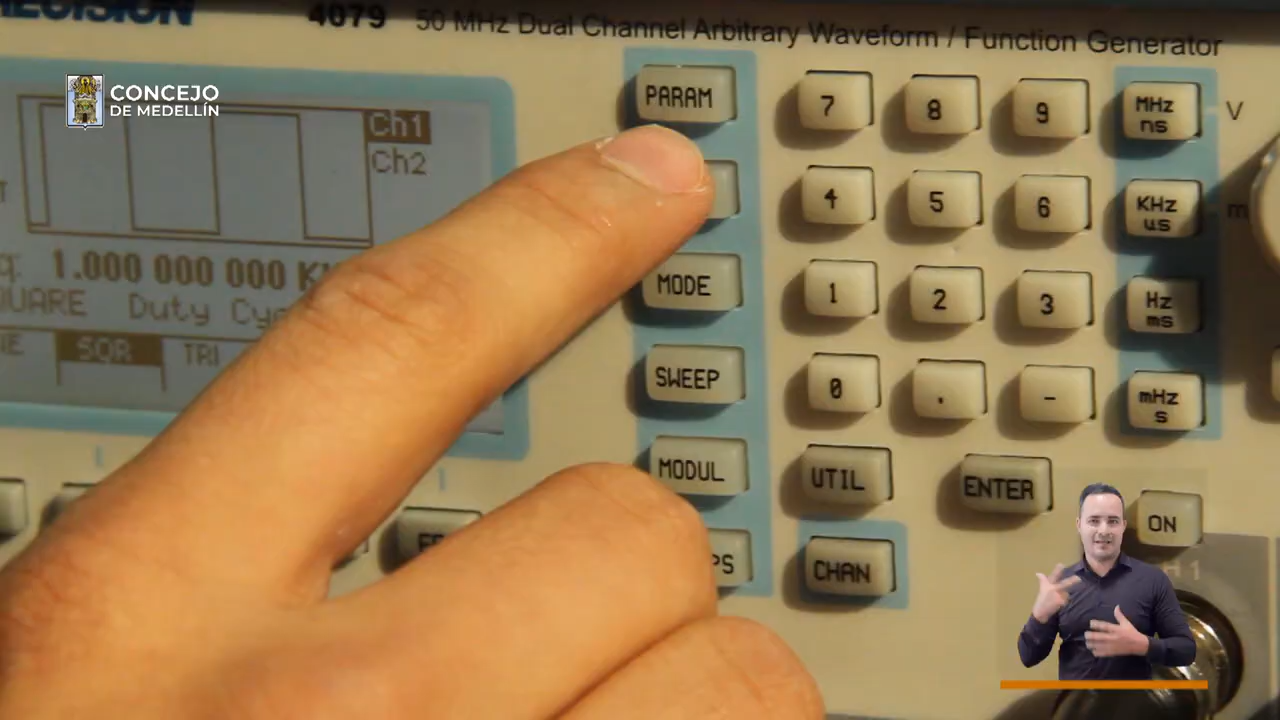 4079 50 MHz Dual Channel Arbitrary Waveform / Function Generator
CONCEJO
DE MEDELLÍN
Ch1
Ch2
1.000 000 000
Duty
SQR TRI
PARAM
MODE
SWEEP
MODUL
7 8 9
4 5 6
1 2 3
0 . -
UTIL ENTER
CHAN
ON
MHz
ns
KHz
us
Hz
ms
mHz
s
V